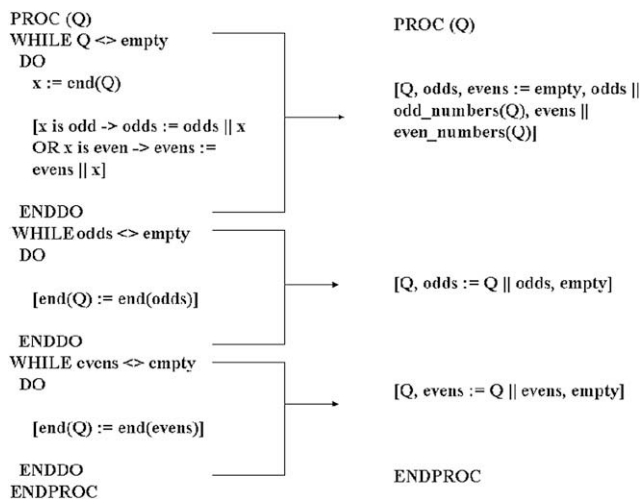 PROC (Q)
WHILE Q <> empty
DO
x := end(Q)
[x is odd -> odds := odds || x
OR x is even -> evens :=
evens || x]
ENDDO
WHILE odds <> empty
DO
[end(Q) := end(odds)]
ENDDO
WHILE evens <> empty
DO
[end(Q) := end(evens)]
ENDDO
ENDPROC
PROC (Q)
[Q, odds, evens := empty, odds ||
odd_numbers(Q), evens ||
even_numbers(Q)]
[Q, odds := Q || odds, empty]
[Q, evens := Q || evens, empty]
ENDPROC